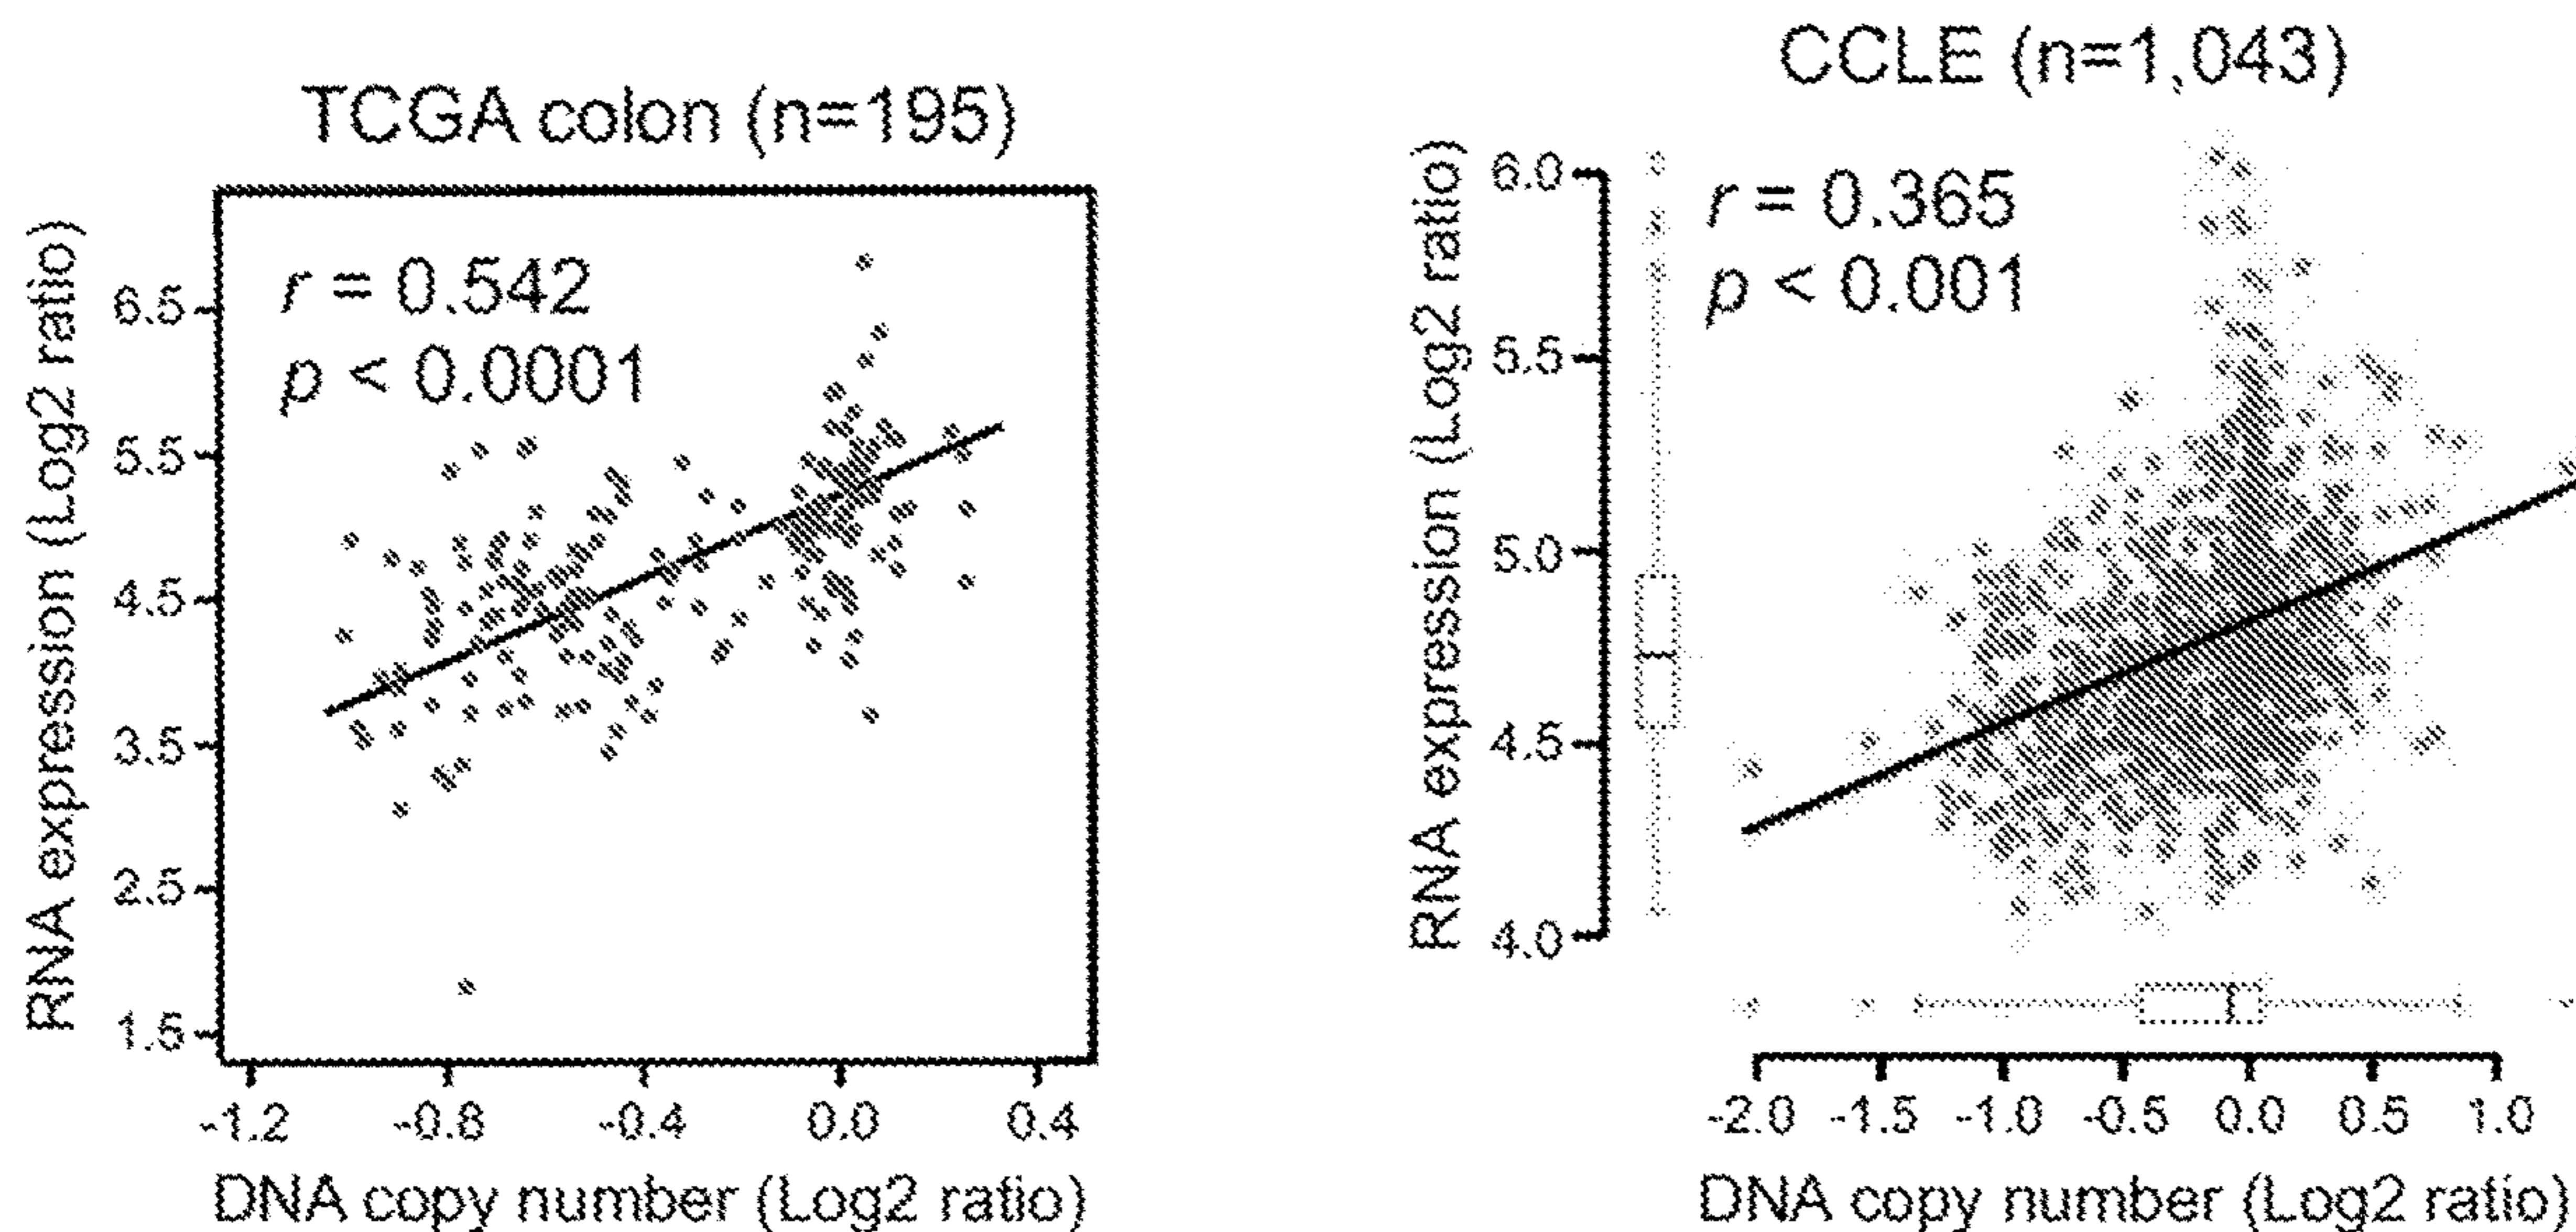 TCGA colon (n=195)
r = 0.542
p < 0.0001
RNA expression (Log2 ratio)
6.5
5.5
4.5
3.5
2.5
1.5
-1.2 -0.8 -0.4 0.0 0.4
DNA copy number (Log2 ratio)
CCLE (n=1,043)
r = 0.365
p < 0.001
RNA expression (Log2 ratio)
6.0
5.5
5.0
4.5
4.0
-2.0 -1.5 -1.0 -0.5 0.0 0.5 1.0
DNA copy number (Log2 ratio)